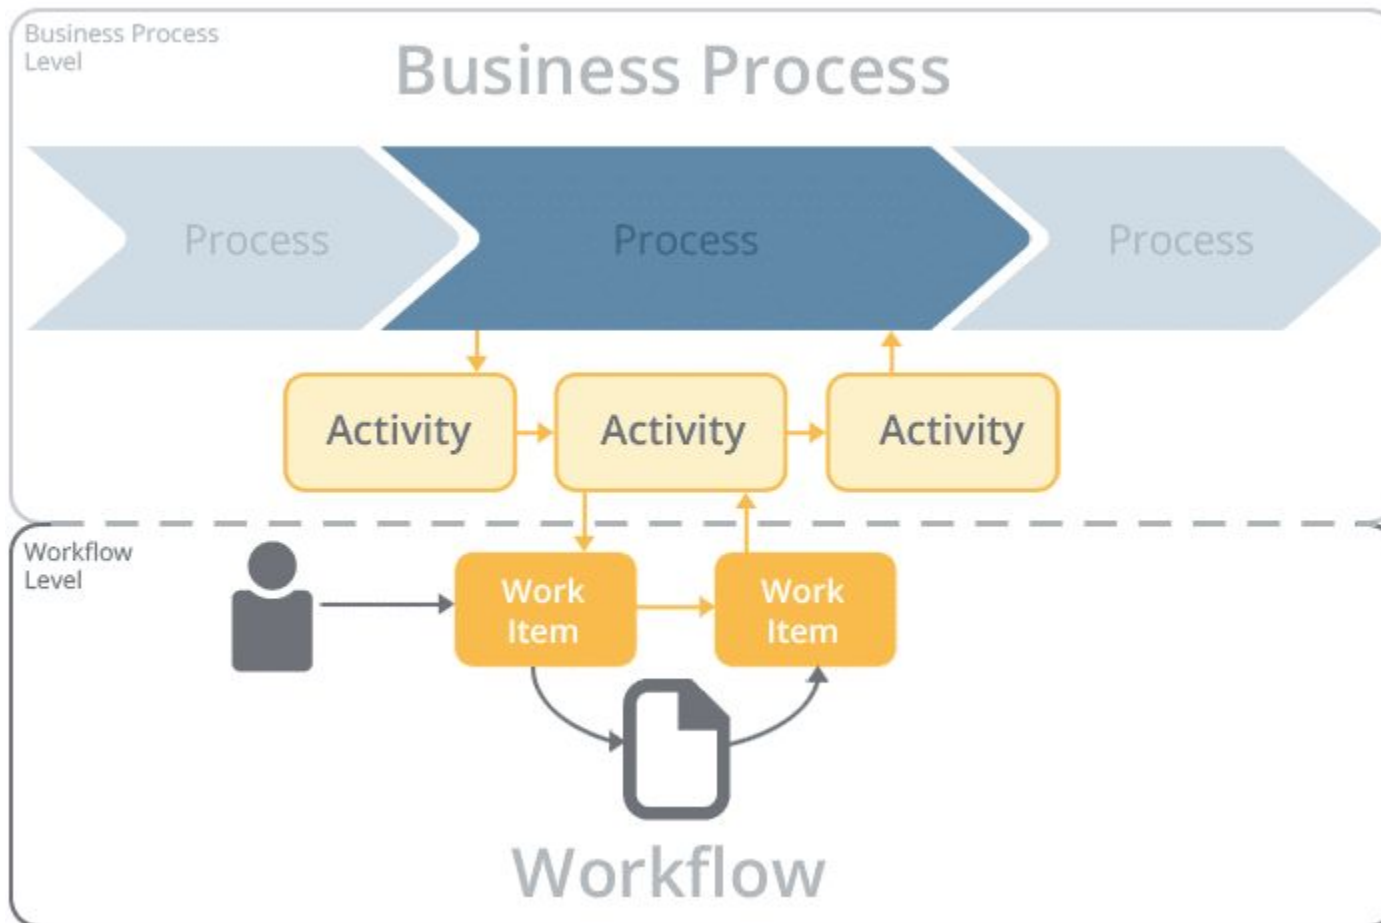 Business Process
Level
Business Process
Process
Process
Process
Activity
Activity
Activity
Workflow
Level
Work
Item
Work
Item
Workflow